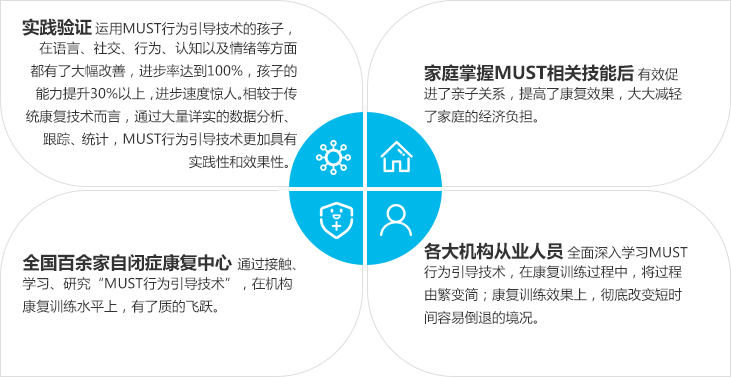 实践验证 运用MUST行为引导技术的孩子，
在语言、社交、行为、认知以及情绪等方面
都有了大幅改善，进步率达到100%，孩子的
能力提升30%以上，进步速度惊人。相较于传
统康复技术而言，通过大量详实的数据分析、
跟踪、统计，MUST行为引导技术更加具有
实践性和效果性。
家庭掌握MUST相关技能后 有效促
进了亲子关系，提高了康复效果，大大减轻
了家庭的经济负担。
全国百余家自闭症康复中心 通过接触、
学习、研究“MUST行为引导技术”，在机构
康复训练水平上，有了质的飞跃。
各大机构从业人员 全面深入学习MUST
行为引导技术，在康复训练过程中，将过程
由繁变简；康复训练效果上，彻底改变短时
间容易倒退的境况。